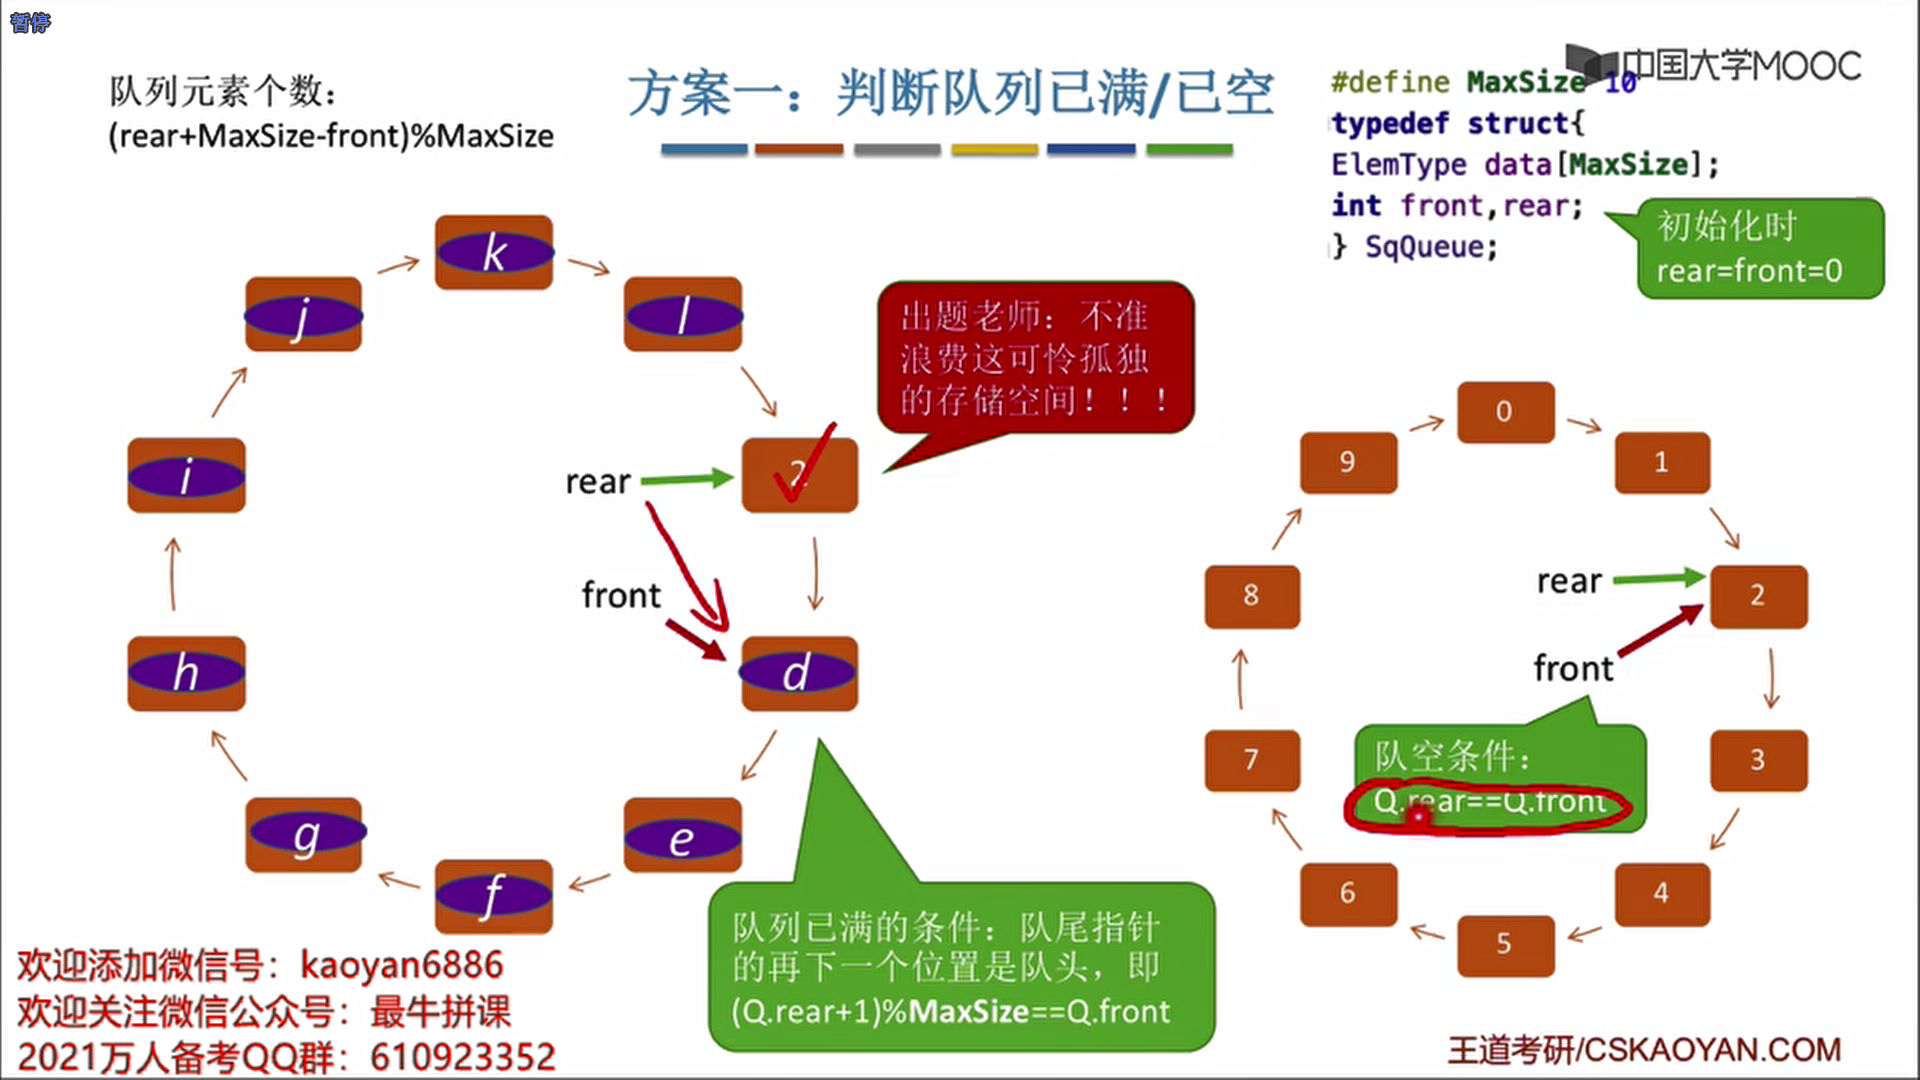 暂停
队列元素个数：
(rear+MaxSize-front)%MaxSize
方案一：判断队列已满/已空
中国大学MOOC
#define MaxSize 10
typedef struct{
ElemType data[MaxSize];
int front,rear;
} SqQueue;
初始化时
rear=front=0
k
j
l
出题老师：不准
浪费这可怜孤独
的存储空间！！！
i
rear
2
front
h
d
g
e
f
队列已满的条件：队尾指针
的再下一个位置是队头，即
(Q.rear+1)%MaxSize==Q.front
0
9
1
8
rear
2
front
7
3
队空条件：
Q.rear==Q.front
6
4
5
欢迎添加微信号：kaoyan6886
欢迎关注微信公众号：最牛拼课
2021万人备考QQ群：610923352
王道考研/CSKAOYAN.COM